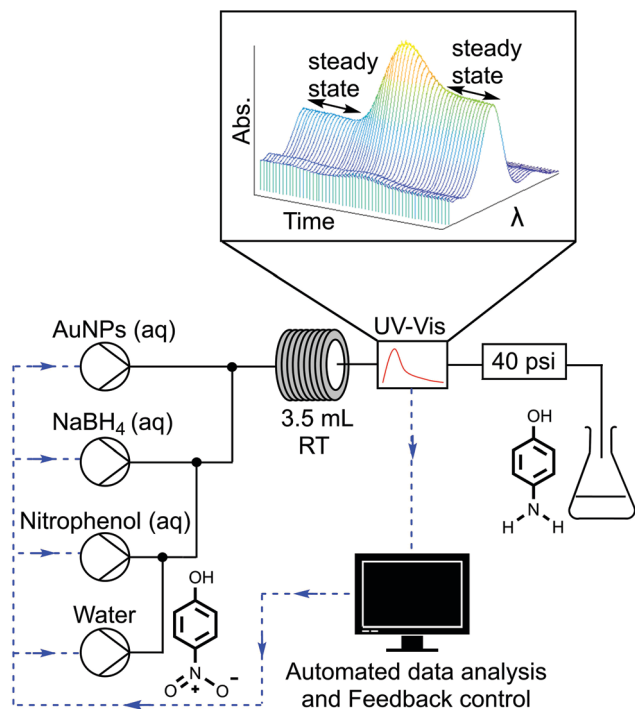 steady
state
steady
state
Abs.
Time
λ
AuNPs (aq)
UV-Vis
40 psi
3.5 mL
RT
NaBH4 (aq)
OH
N
H
H
Nitrophenol (aq)
OH
Water
N
+
O
O
-
Automated data analysis
and Feedback control